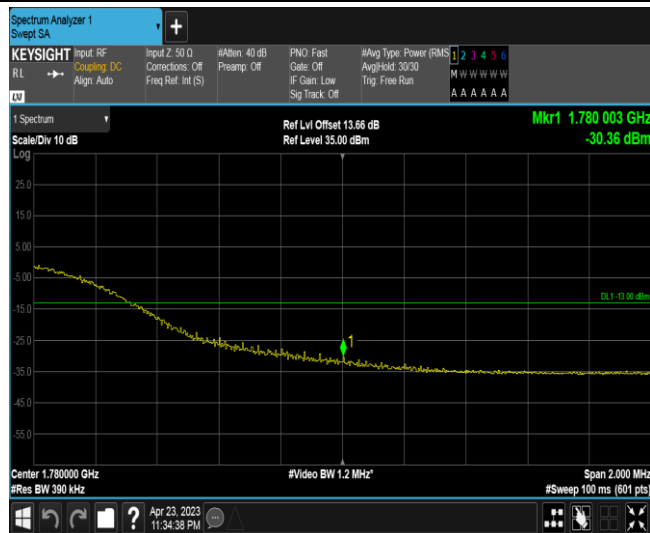 Spectrum Analyzer 1
Swept SA
+
KEYSIGHT
RL
LXI
Input: RF
Coupling: DC
Align: Auto
Input Z: 50 Ω
Corrections: Off
Freq Ref: Int (S)
#Atten: 40 dB
Preamp: Off
PNO: Fast
Gate: Off
IF Gain: Low
Sig Track: Off
#Avg Type: Power (RMS
Avg|Hold: 30/30
Trig: Free Run
1 2 3 4 5 6
M W W W W W
A A A A A A
1 Spectrum
Scale/Div 10 dB
Ref Lvl Offset 13.66 dB
Ref Level 35.00 dBm
Mkr1 1.780 003 GHz
-30.36 dBm
Log
25.0
15.0
5.00
-5.00
-15.0
-25.0
-35.0
-45.0
-55.0
DL1 -13.00 dBm
1
Center 1.780000 GHz
#Res BW 390 kHz
#Video BW 1.2 MHz*
Span 2.000 MHz
#Sweep 100 ms (601 pts)
?
Apr 23, 2023
11:34:38 PM